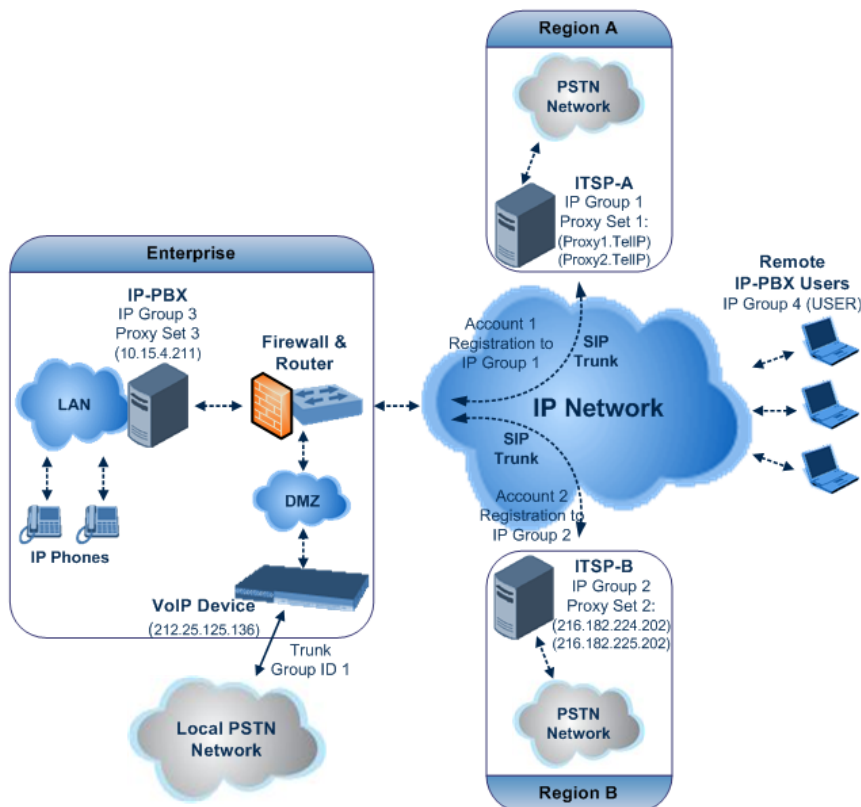 Region A
PSTN
Network
ITSP-A
IP Group 1
Proxy Set 1:
(Proxy1.TelIP)
(Proxy2.TelIP)
Enterprise
IP-PBX
IP Group 3
Proxy Set 3
(10.15.4.211)
Firewall &
Router
LAN
DMZ
IP Phones
VoIP Device
(212.25.125.136)
Trunk
Group ID 1
Local PSTN
Network
Account 1
Registration to
IP Group 1
SIP
Trunk
IP Network
SIP
Trunk
Account 2
Registration to
IP Group 2
Remote
IP-PBX Users
IP Group 4 (USER)
ITSP-B
IP Group 2
Proxy Set 2:
(216.182.224.202)
(216.182.225.202)
PSTN
Network
Region B